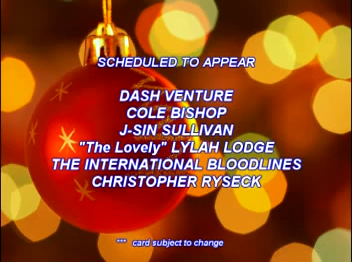 SCHEDULED TO APPEAR
DASH VENTURE
COLE BISHOP
J-SIN SULLIVAN
"The Lovely" LYLAH LODGE
THE INTERNATIONAL BLOODLINES
CHRISTOPHER RYSECK
*** card subject to change